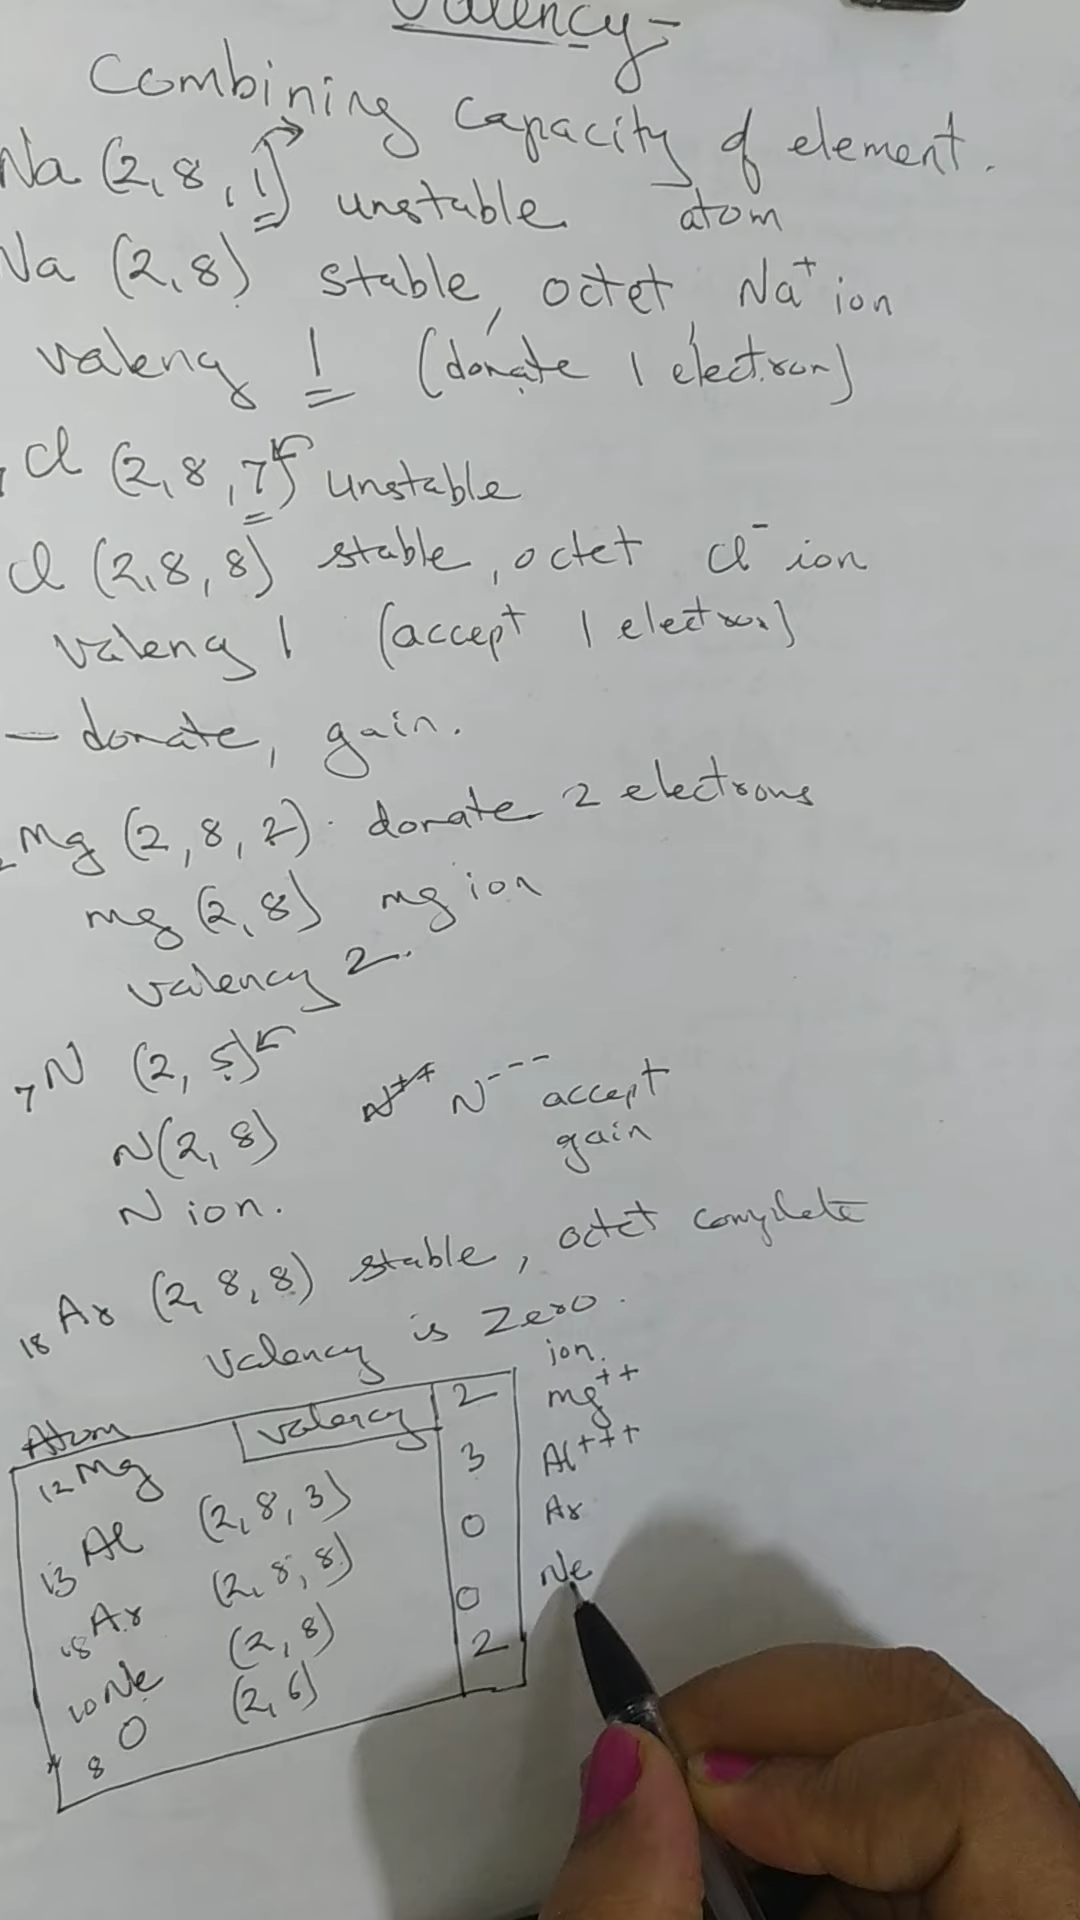 Valency-
Combining capacity of element.
Na (2, 8, 1) unstable atom
Na (2, 8) stable, octet, Na+ ion
valency 1 (donate 1 electron)
Cl (2, 8, 7) unstable
Cl (2, 8, 8) stable, octet Cl- ion
valency 1 (accept 1 electron)
- donate, gain.
Mg (2, 8, 2). donate 2 electrons
mg (2, 8) mg ion
valency 2.
7N (2, 5)
N(2, 8) N--- accept
gain
N ion.
18Ar (2, 8, 8) stable, octet complete
valency is zero.
Atom valency 2 ion.
12Mg mg++
13Al (2, 8, 3) 3 Al+++
18Ar (2, 8, 8) 0 Ar
10Ne (2, 8) 0 Ne
8O (2, 6) 2